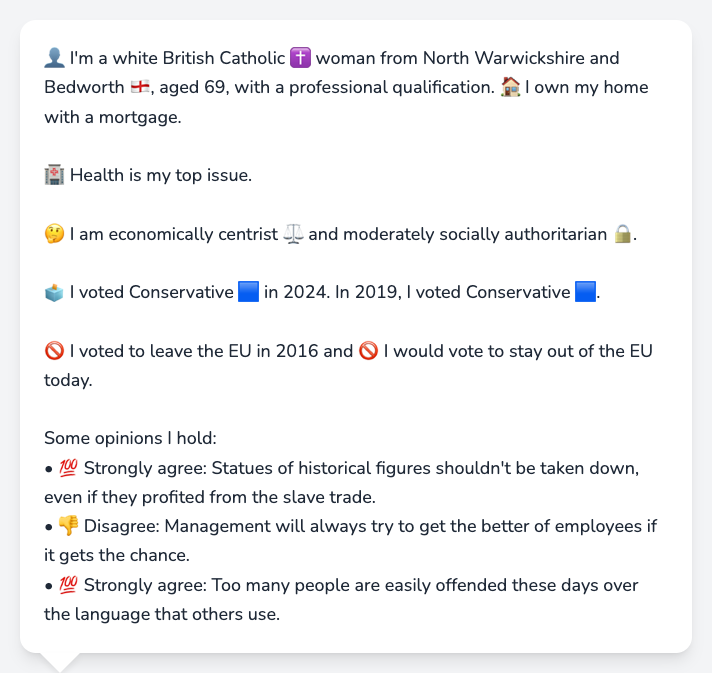 👤 I'm a white British Catholic ✝️ woman from North Warwickshire and
Bedworth 🏴󠁧󠁢󠁥󠁮󠁧󠁿, aged 69, with a professional qualification. 🏠 I own my home
with a mortgage.
🏥 Health is my top issue.
🤔 I am economically centrist ⚖️ and moderately socially authoritarian 🔒.
🗳️ I voted Conservative 🟦 in 2024. In 2019, I voted Conservative 🟦.
🚫 I voted to leave the EU in 2016 and 🚫 I would vote to stay out of the EU
today.
Some opinions I hold:
• 💯 Strongly agree: Statues of historical figures shouldn't be taken down,
even if they profited from the slave trade.
• 👎 Disagree: Management will always try to get the better of employees if
it gets the chance.
• 💯 Strongly agree: Too many people are easily offended these days over
the language that others use.